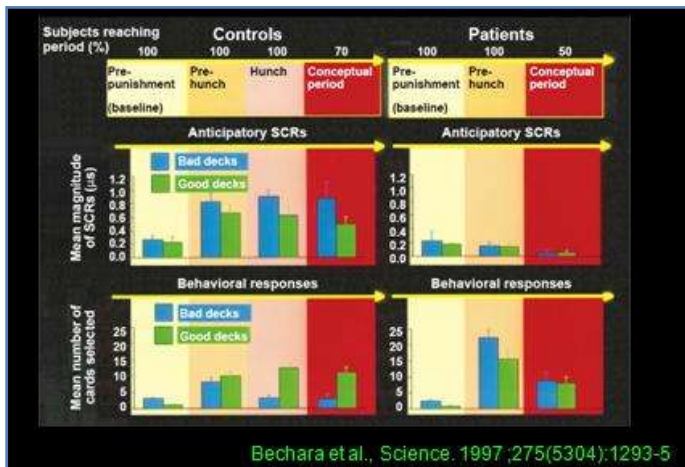 Subjects reaching period (%)
Controls
Patients
100 100 100 70
100 100 50
Pre-punishment (baseline)
Pre-hunch
Hunch
Conceptual period
Pre-punishment (baseline)
Pre-hunch
Conceptual period
Anticipatory SCRs
Anticipatory SCRs
Mean magnitude of SCRs (μs)
1.2
1.0
0.8
0.6
0.4
0.2
0.0
Bad decks
Good decks
1.2
1.0
0.8
0.6
0.4
0.2
0.0
Behavioral responses
Behavioral responses
Mean number of cards selected
25
20
15
10
5
0
Bad decks
Good decks
25
20
15
10
5
0
Bechara et al., Science. 1997;275(5304):1293-5